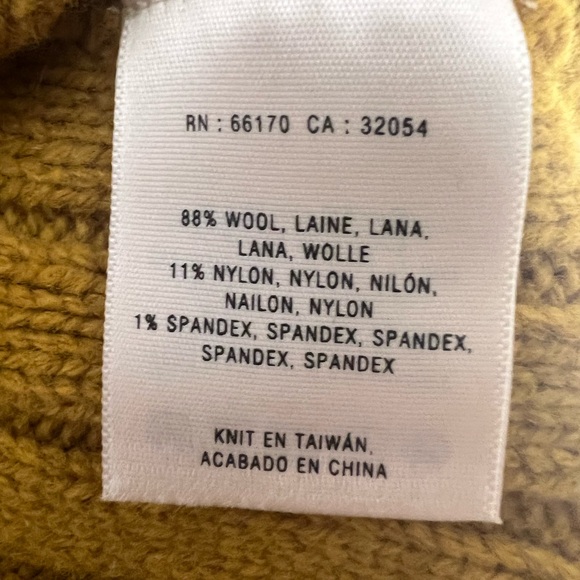 RN : 66170 CA : 32054
88% WOOL, LAINE, LANA,
LANA, WOLLE
11% NYLON, NYLON, NILÓN,
NAILON, NYLON
1% SPANDEX, SPANDEX, SPANDEX,
SPANDEX, SPANDEX
KNIT EN TAIWÁN,
ACABADO EN CHINA